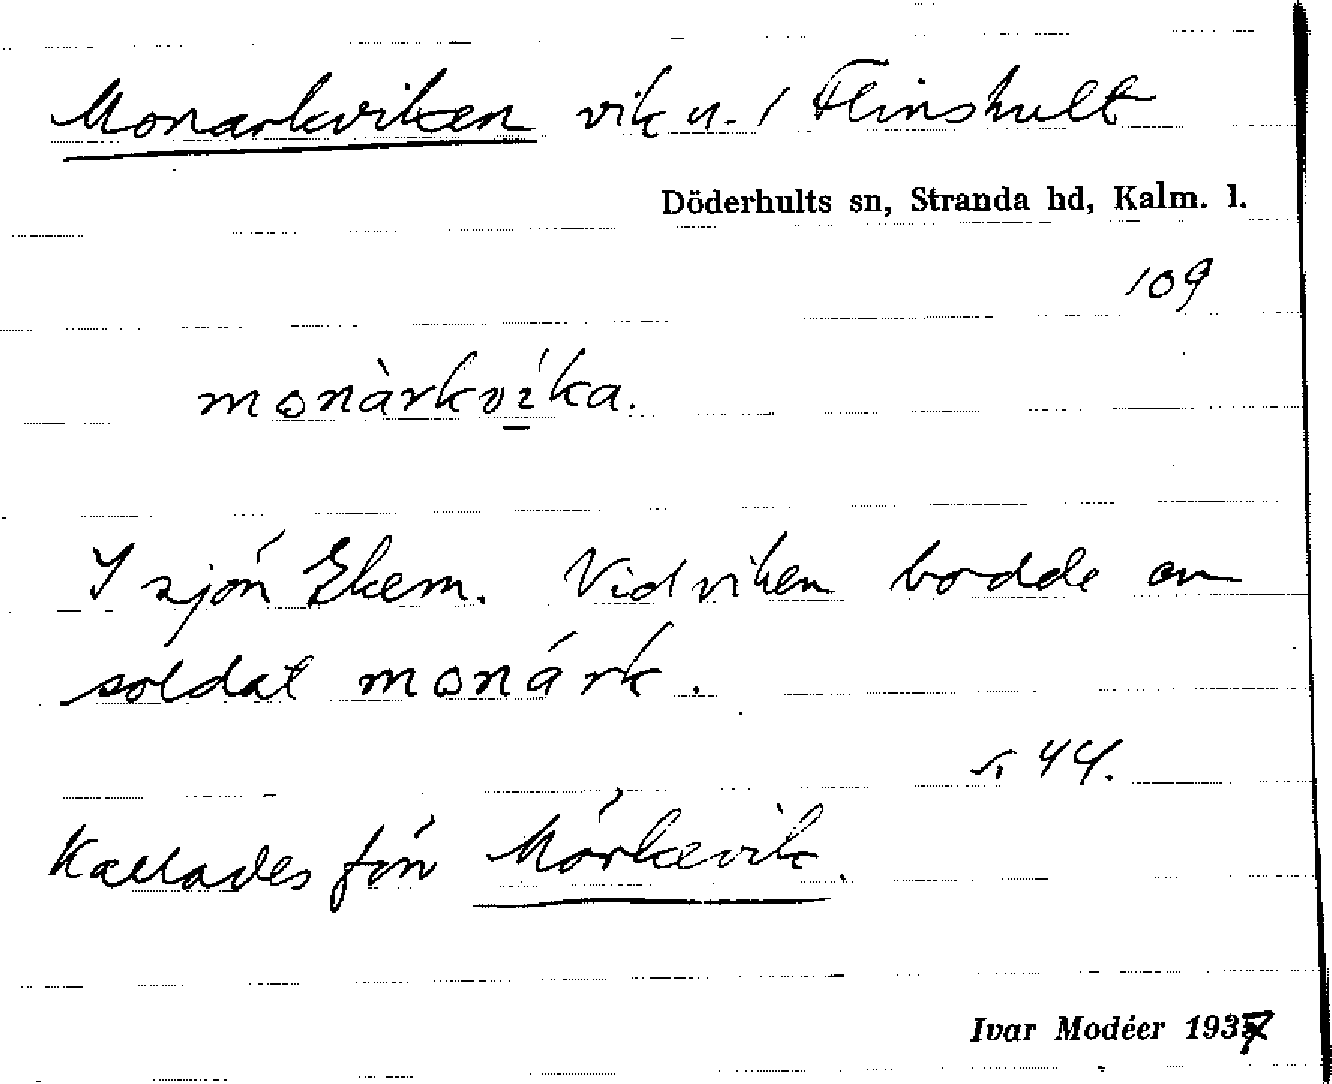 Monarkviken vik u. / Flinshult
Döderhults sn, Stranda hd, Kalm. l.
109
monàrkvi̱ka.
I sjön Ekern. Vid viken bodde en
soldat monárk.
44.
Kallades förr Mörkevik.
Ivar Modéer 1937